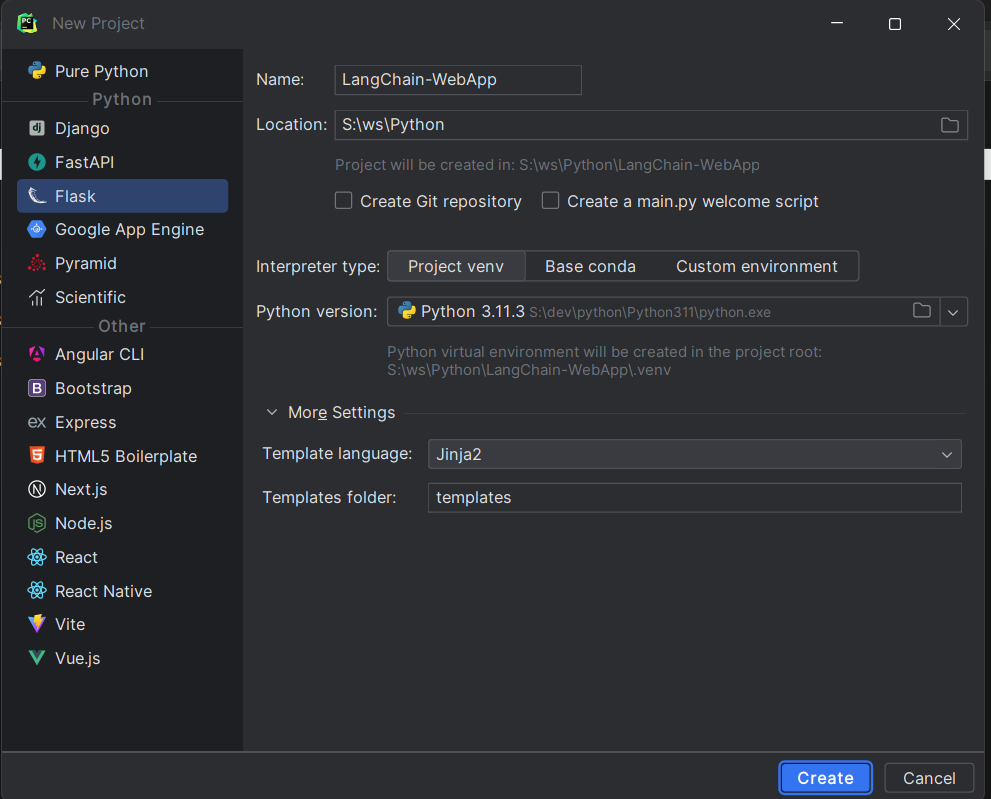 New Project
Pure Python
Python
Django
FastAPI
Flask
Google App Engine
Pyramid
Scientific
Other
Angular CLI
Bootstrap
Express
HTML5 Boilerplate
Next.js
Node.js
React
React Native
Vite
Vue.js
Name: LangChain-WebApp
Location: S:\ws\Python
Project will be created in: S:\ws\Python\LangChain-WebApp
Create Git repository Create a main.py welcome script
Interpreter type: Project venv Base conda Custom environment
Python version: Python 3.11.3 S:\dev\python\Python311\python.exe
Python virtual environment will be created in the project root:
S:\ws\Python\LangChain-WebApp\.venv
More Settings
Template language: Jinja2
Templates folder: templates
Create Cancel